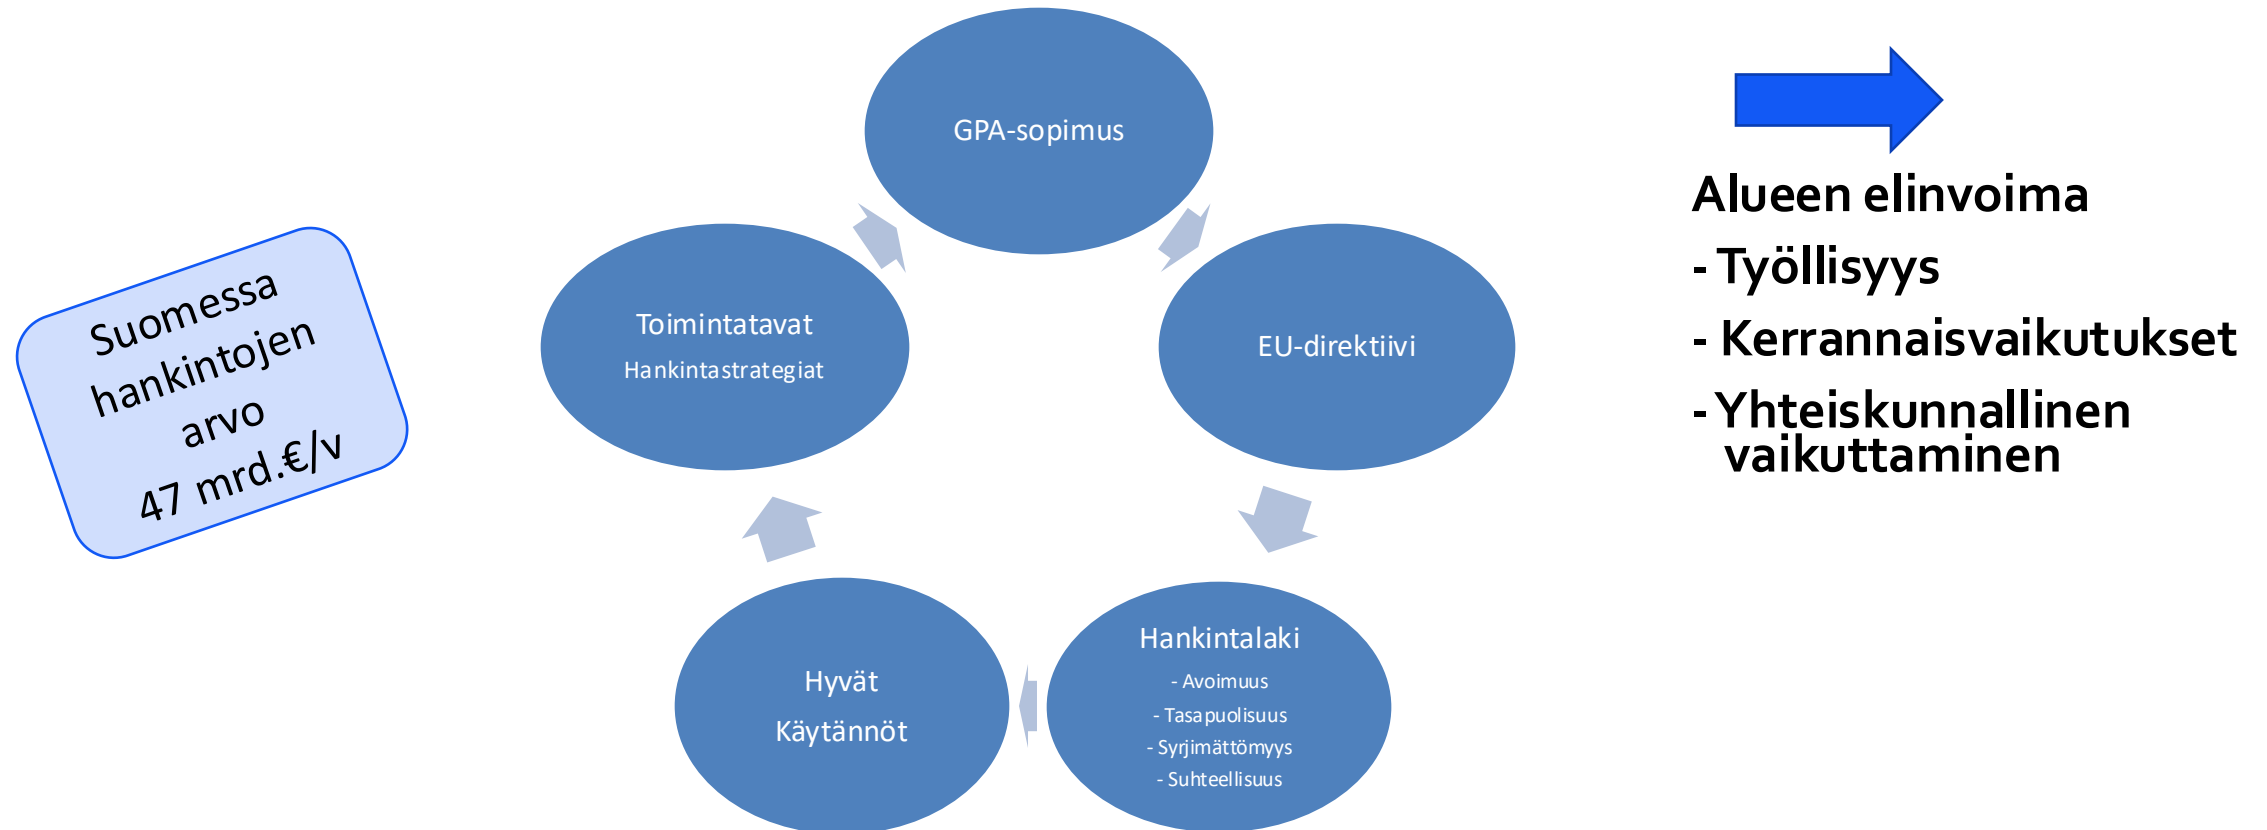 Suomessa
hankintojen
arvo
47 mrd.€/v
GPA-sopimus
EU-direktiivi
Hankintalaki
- Avoimuus
- Tasapuolisuus
- Syrjimättömyys
- Suhteellisuus
Hyvät
Käytännöt
Toimintatavat
Hankintastrategiat
Alueen elinvoima
- Työllisyys
- Kerrannaisvaikutukset
- Yhteiskunnallinen
vaikuttaminen